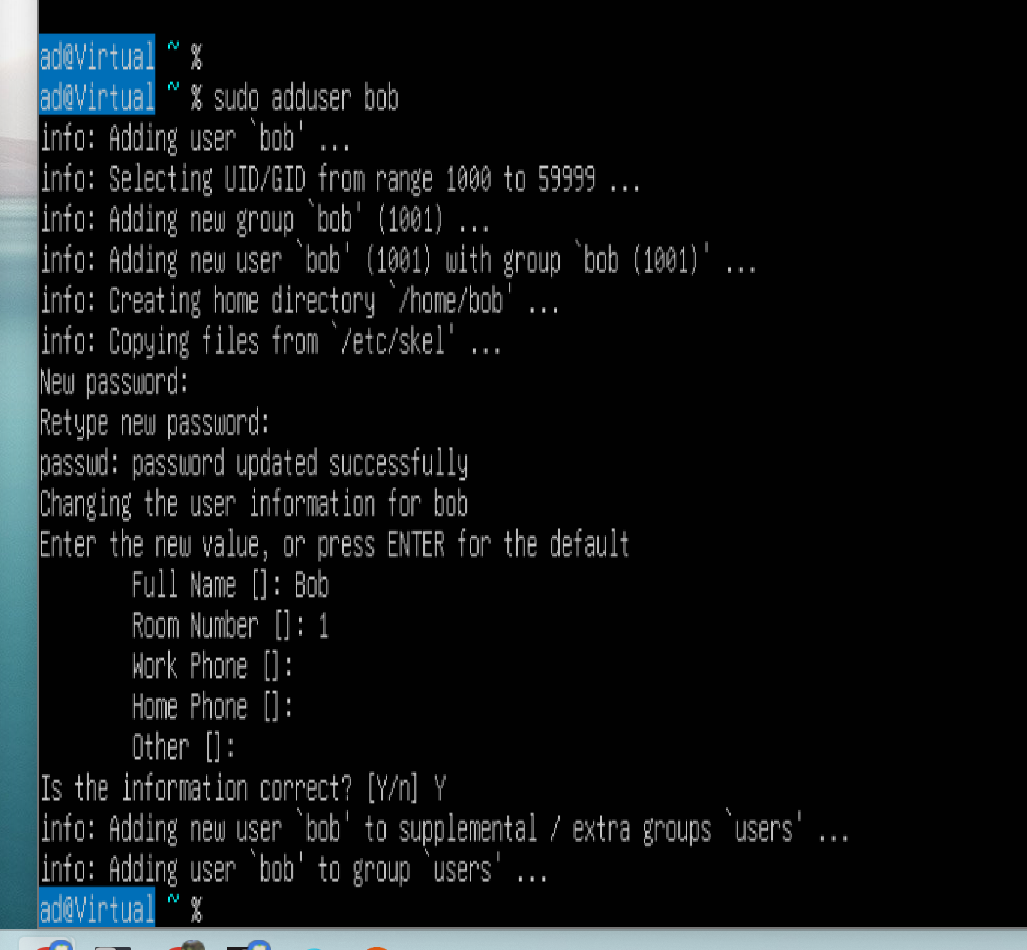 ad@Virtual ~ %
ad@Virtual ~ % sudo adduser bob
info: Adding user `bob' ...
info: Selecting UID/GID from range 1000 to 59999 ...
info: Adding new group `bob' (1001) ...
info: Adding new user `bob' (1001) with group `bob (1001)' ...
info: Creating home directory `/home/bob' ...
info: Copying files from `/etc/skel' ...
New password:
Retype new password:
passwd: password updated successfully
Changing the user information for bob
Enter the new value, or press ENTER for the default
Full Name []: Bob
Room Number []: 1
Work Phone []:
Home Phone []:
Other []:
Is the information correct? [Y/n] Y
info: Adding new user `bob' to supplemental / extra groups `users' ...
info: Adding user `bob' to group `users' ...
ad@Virtual ~ %